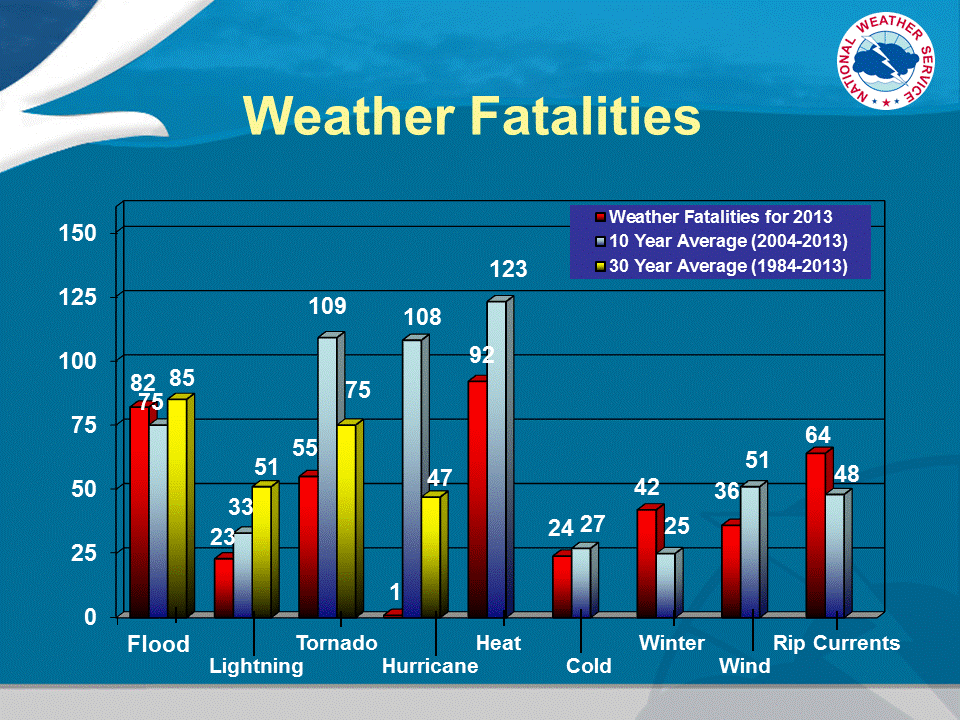 NATIONAL WEATHER SERVICE
Weather Fatalities
Weather Fatalities for 2013
10 Year Average (2004-2013)
30 Year Average (1984-2013)
150
125
100
75
50
25
0
82
75
85
23
33
51
55
109
75
1
108
47
92
123
24
27
42
25
36
51
64
48
Flood
Lightning
Tornado
Hurricane
Heat
Cold
Winter
Wind
Rip Currents